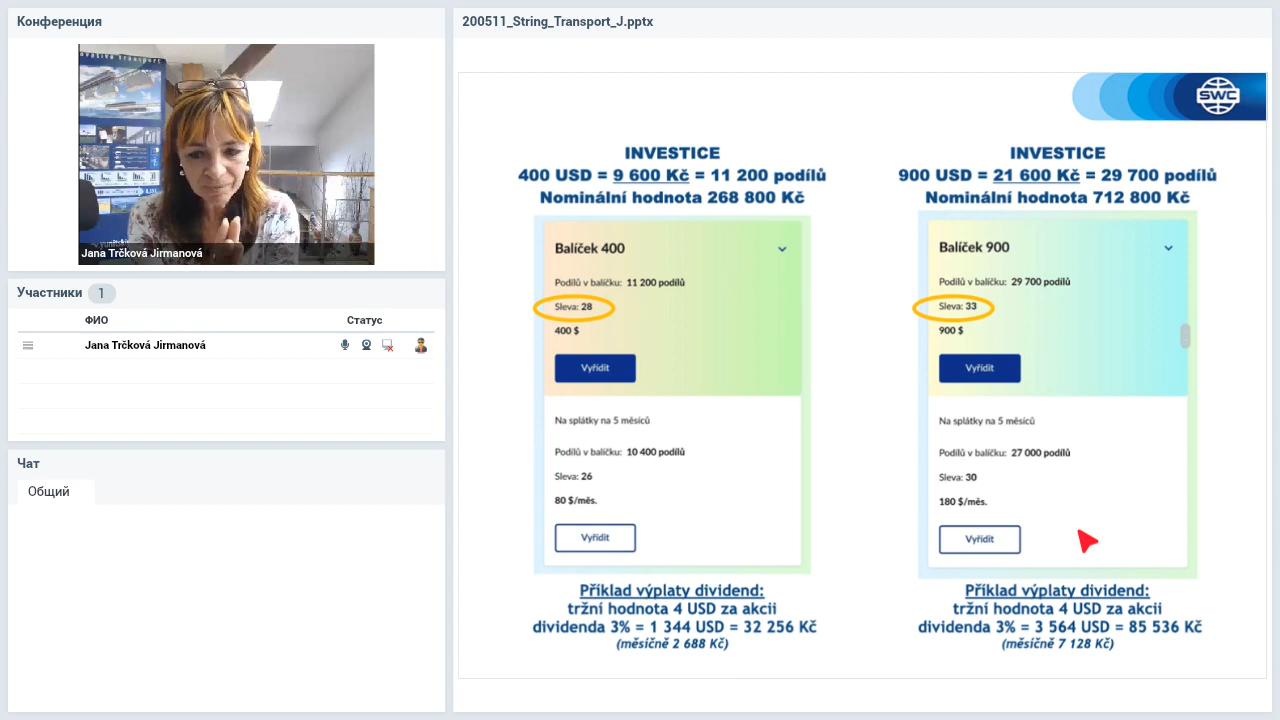 Конференция
ovative Transport
yunitskiy
Jana Trčková Jirmanová
Участники 1
ФИО Статус
Jana Trčková Jirmanová
Чат
Общий
200511_String_Transport_J.pptx
SWC
INVESTICE
400 USD = 9 600 Kč = 11 200 podílů
Nominální hodnota 268 800 Kč
Balíček 400
Podílů v balíčku: 11 200 podílů
Sleva: 28
400 $
Vyřídit
Na splátky na 5 měsíců
Podílů v balíčku: 10 400 podílů
Sleva: 26
80 $/měs.
Vyřídit
Příklad výplaty dividend:
tržní hodnota 4 USD za akcii
dividenda 3% = 1 344 USD = 32 256 Kč
(měsíčně 2 688 Kč)
INVESTICE
900 USD = 21 600 Kč = 29 700 podílů
Nominální hodnota 712 800 Kč
Balíček 900
Podílů v balíčku: 29 700 podílů
Sleva: 33
900 $
Vyřídit
Na splátky na 5 měsíců
Podílů v balíčku: 27 000 podílů
Sleva: 30
180 $/měs.
Vyřídit
Příklad výplaty dividend:
tržní hodnota 4 USD za akcii
dividenda 3% = 3 564 USD = 85 536 Kč
(měsíčně 7 128 Kč)